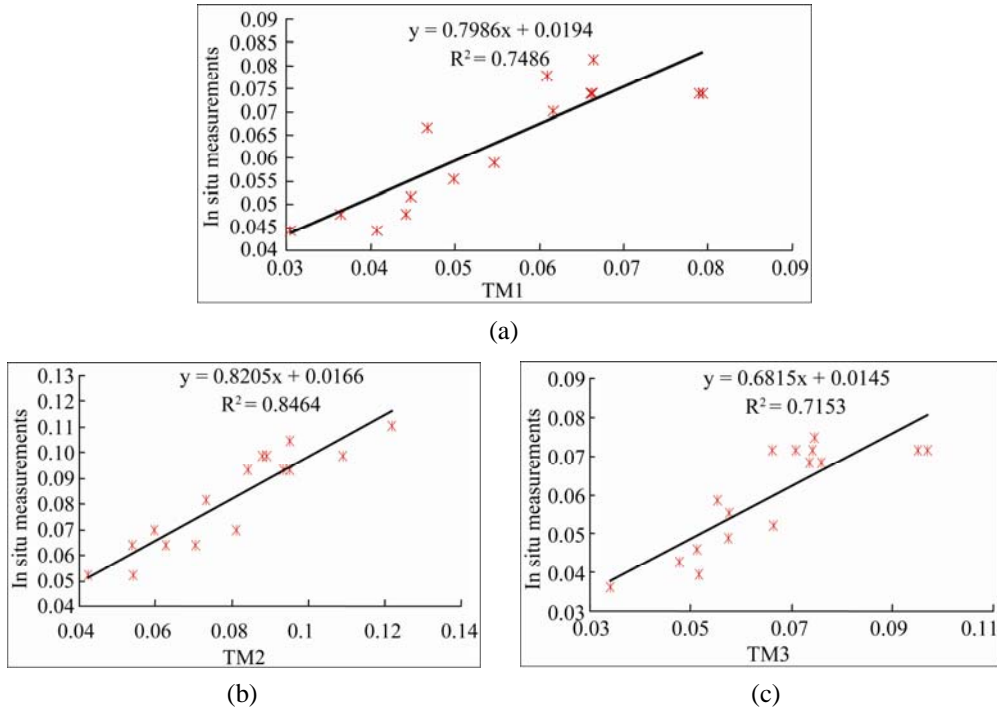 y = 0.7986x + 0.0194
R² = 0.7486
In situ measurements
0.09
0.085
0.08
0.075
0.07
0.065
0.06
0.055
0.05
0.045
0.04
0.03 0.04 0.05 0.06 0.07 0.08 0.09
TM1
(a)
y = 0.8205x + 0.0166
R² = 0.8464
In situ measurements
0.13
0.12
0.11
0.10
0.09
0.08
0.07
0.06
0.05
0.04
0.04 0.06 0.08 0.1 0.12 0.14
TM2
(b)
y = 0.6815x + 0.0145
R² = 0.7153
In situ measurements
0.09
0.08
0.07
0.06
0.05
0.04
0.03
0.03 0.05 0.07 0.09 0.11
TM3
(c)